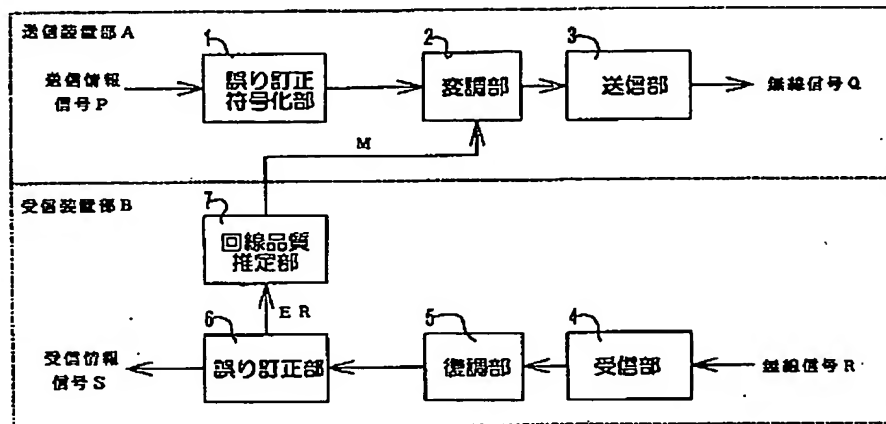 送信装置部A
1
2
3
送信情報
信号P
誤り訂正
符号化部
変調部
送信部
無線信号Q
M
受信装置部B
7
回線品質
推定部
ER
6
5
4
受信情報
信号S
誤り訂正部
復調部
受信部
無線信号R